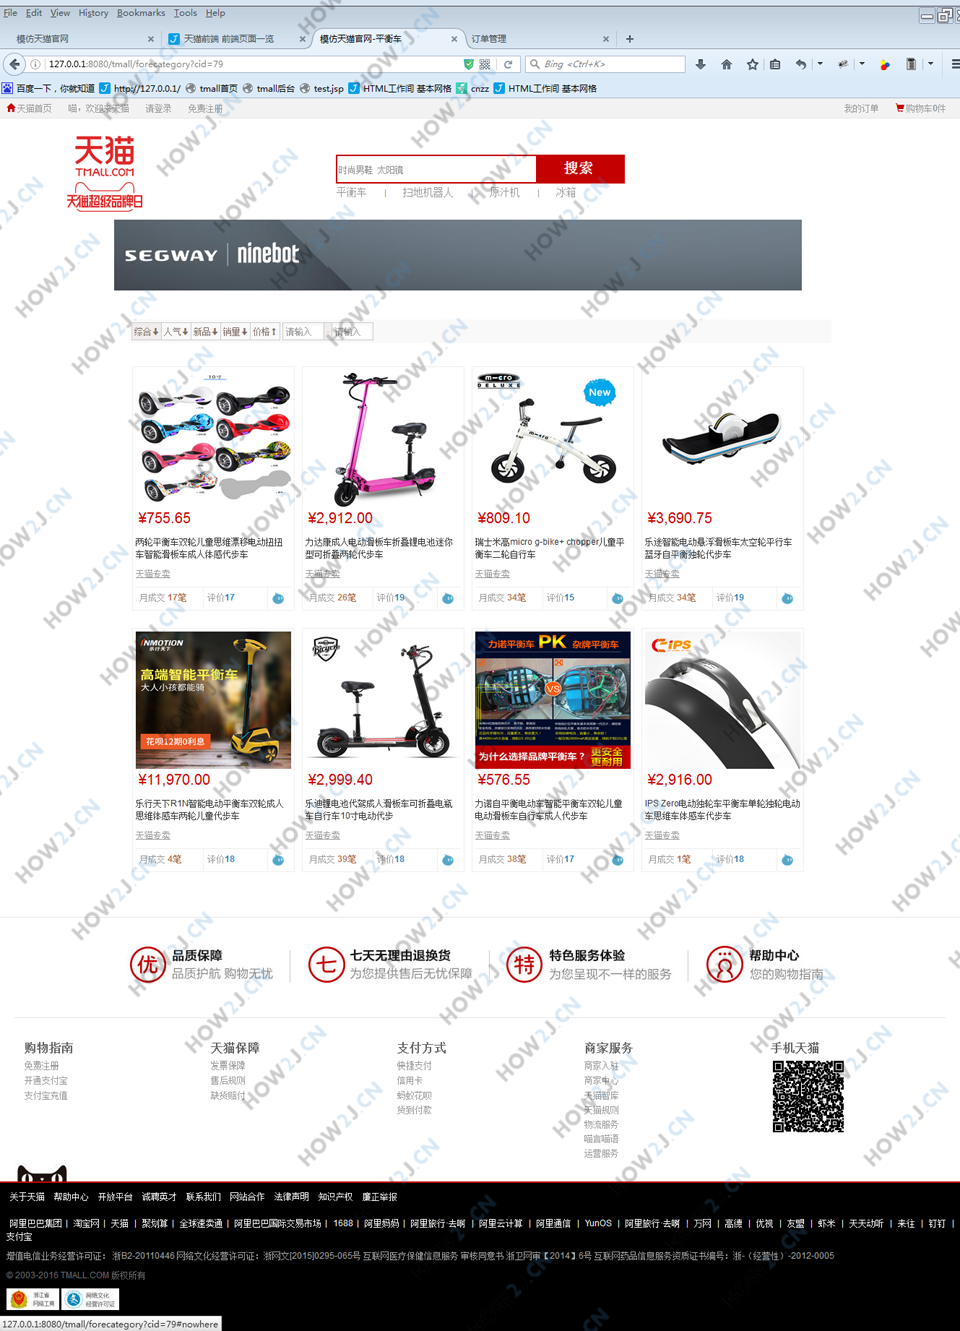 File Edit View History Bookmarks Tools Help
模仿天猫官网 × 天猫前端 前端页面一览 × 模仿天猫官网-平衡车 × 订单管理 × +
127.0.0.1:8080/tmall/forecategory?cid=79 Bing <Ctrl+K>
百度一下，你就知道 http://127.0.0.1/ tmall首页 tmall后台 test.jsp HTML工作间 基本网格 cnzz HTML工作间 基本网格
天猫首页 喵，欢迎来天猫 请登录 免费注册 我的订单 购物车0件
天猫
TMALL.COM
天猫超级品牌日
时尚男鞋 太阳镜 搜索
平衡车 | 扫地机器人 | 原汁机 | 冰箱
SEGWAY | ninebot
综合 人气 新品 销量 价格 请输入 - 请输入
m-cro
DELUXE
New
¥755.65 ¥2,912.00 ¥809.10 ¥3,690.75
两轮平衡车双轮儿童思维漂移电动扭扭车智能滑板车成人体感代步车
力达康成人电动滑板车折叠锂电池迷你型可折叠两轮代步车
瑞士米高micro g-bike+ chopper儿童平衡车二轮自行车
乐途智能电动悬浮滑板车太空轮平行车蓝牙自平衡独轮代步车
天猫专卖 天猫专卖 天猫专卖 天猫专卖
月成交 17笔 评价17 月成交 26笔 评价19 月成交 34笔 评价15 月成交 34笔 评价19
INMOTION
乐行天下
高端智能平衡车
大人小孩都能骑
花呗12期0利息
Bicycle
力诺平衡车 PK 杂牌平衡车
VS
为什么选择品牌平衡车？ 更安全
更耐用
IPS
¥11,970.00 ¥2,999.40 ¥576.55 ¥2,916.00
乐行天下R1N智能电动平衡车双轮成人思维体感车两轮儿童代步车
乐迪锂电池代驾成人滑板车可折叠电瓶车自行车10寸电动代步
力诺自平衡电动车智能平衡车双轮儿童电动滑板车自行车成人代步车
IPS Zero电动独轮车平衡车单轮独轮电动车思维车体感车代步车
天猫专卖 天猫专卖 天猫专卖 天猫专卖
月成交 4笔 评价18 月成交 39笔 评价18 月成交 38笔 评价17 月成交 1笔 评价18
优 品质保障 七 七天无理由退换货 特 特色服务体验 帮助中心
品质护航 购物无忧 为您提供售后无忧保障 为您呈现不一样的服务 您的购物指南
购物指南 天猫保障 支付方式 商家服务 手机天猫
免费注册 发票保障 快捷支付 商家入驻
开通支付宝 售后规则 信用卡 商家中心
支付宝充值 缺货赔付 蚂蚁花呗 天猫智库
货到付款 天猫规则
物流服务
喵言喵语
运营服务
关于天猫 帮助中心 开放平台 诚聘英才 联系我们 网站合作 法律声明 知识产权 廉正举报
阿里巴巴集团 | 淘宝网 | 天猫 | 聚划算 | 全球速卖通 | 阿里巴巴国际交易市场 | 1688 | 阿里妈妈 | 阿里旅行·去啊 | 阿里云计算 | 阿里通信 | YunOS | 阿里旅行·去啊 | 万网 | 高德 | 优视 | 友盟 | 虾米 | 天天动听 | 来往 | 钉钉 |
支付宝
增值电信业务经营许可证： 浙B2-20110446 网络文化经营许可证：浙网文[2015]0295-065号 互联网医疗保健信息服务 审核同意书 浙卫网审【2014】6号 互联网药品信息服务资质证书编号：浙-（经营性）-2012-0005
© 2003-2016 TMALL.COM 版权所有
浙江省
网络工商
网络文化
经营许可证
127.0.0.1:8080/tmall/forecategory?cid=79#nowhere
HOW2J.CN